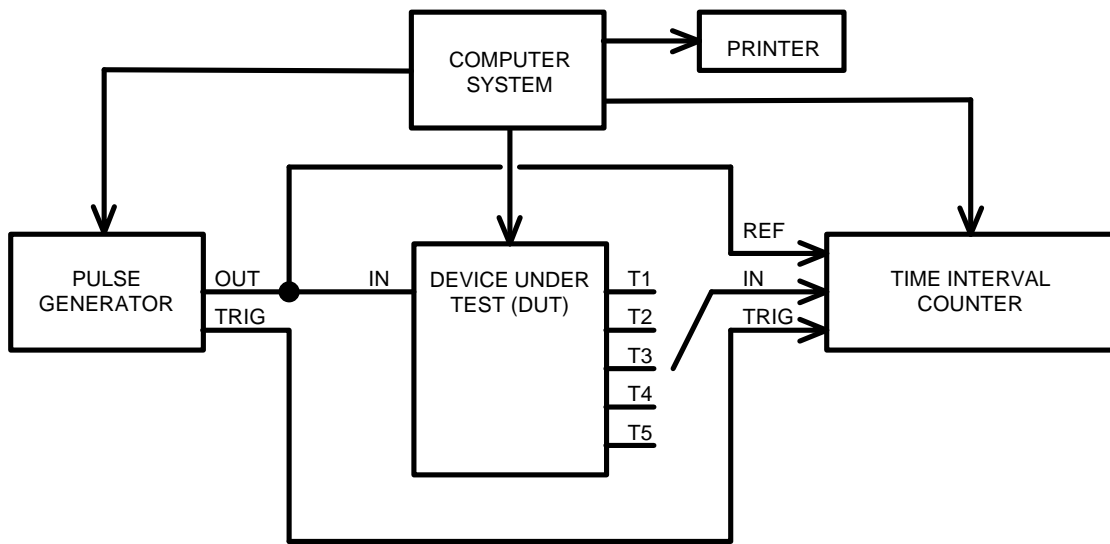 COMPUTER
SYSTEM
PRINTER
PULSE
GENERATOR
OUT
TRIG
IN
DEVICE UNDER
TEST (DUT)
T1
T2
T3
T4
T5
REF
IN
TRIG
TIME INTERVAL
COUNTER